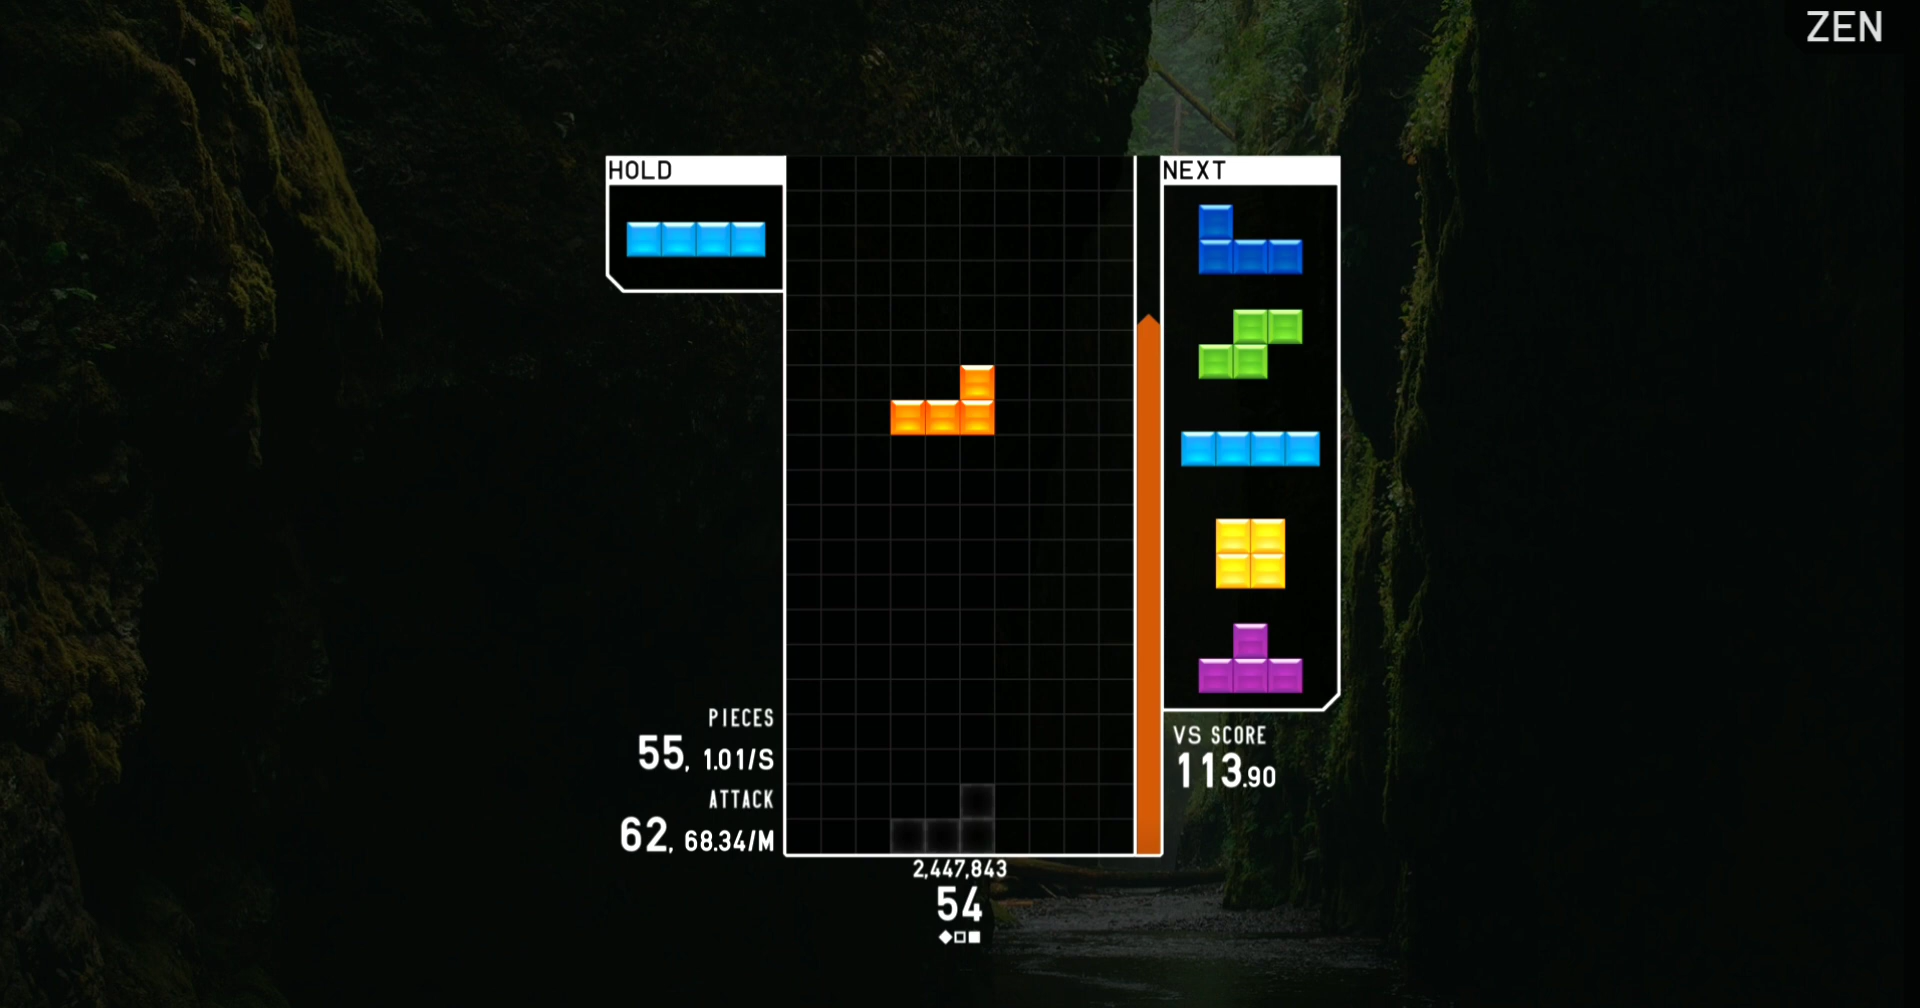 ZEN
HOLD
NEXT
PIECES
55, 1.01/S
ATTACK
62, 68.34/M
VS SCORE
113.90
2,447,843
54